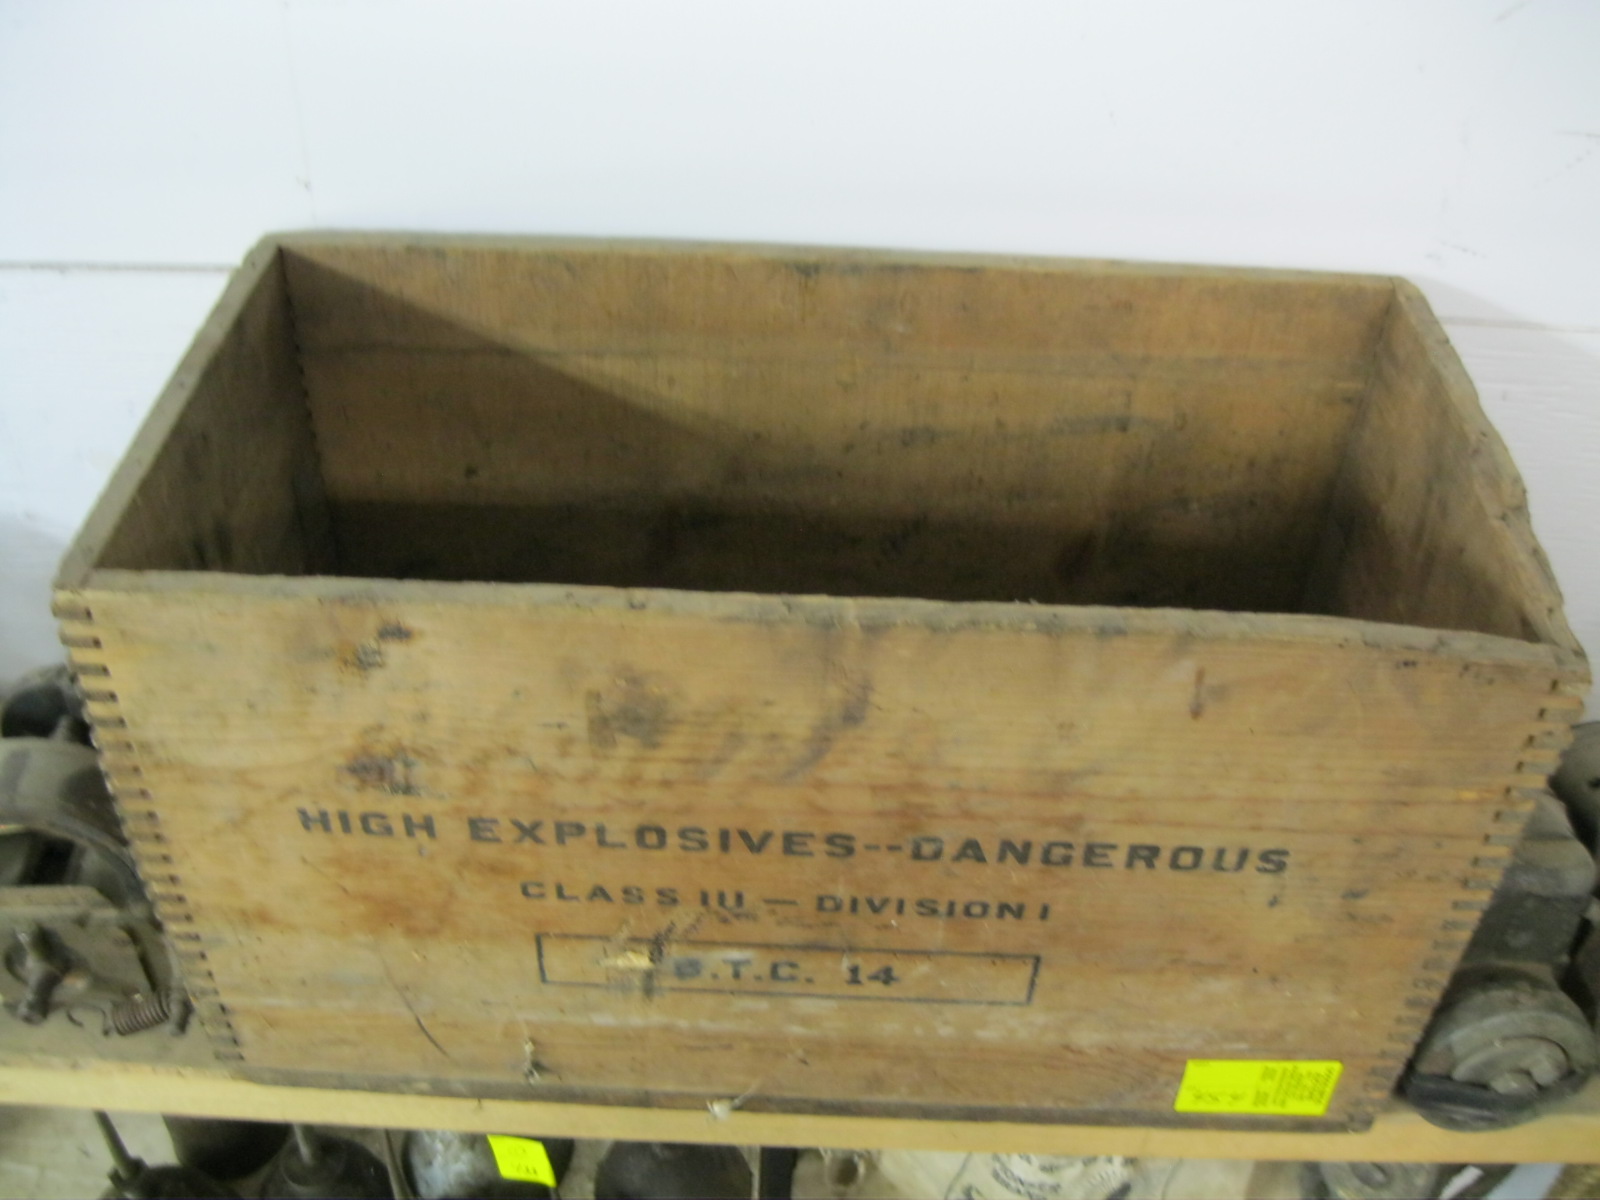 HIGH EXPLOSIVES--DANGEROUS
CLASS III — DIVISION I
B.T.C. 14